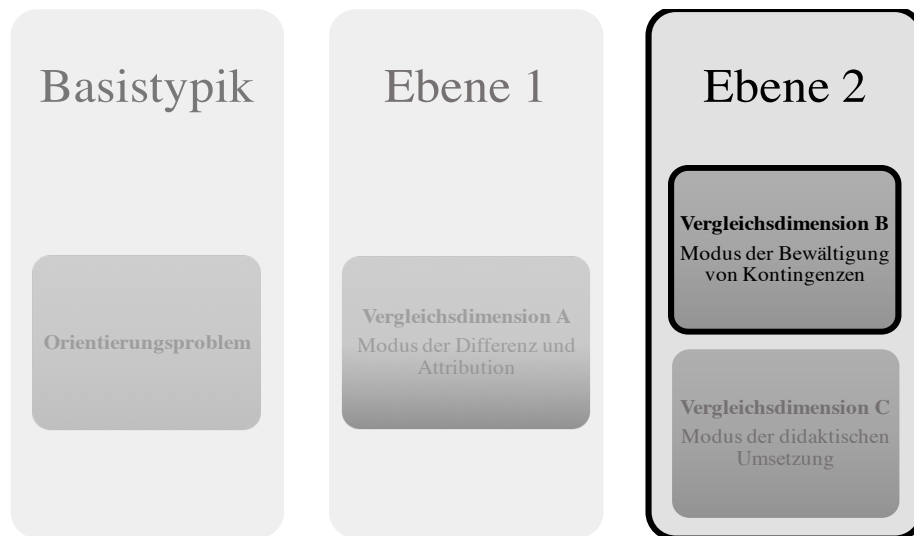 Basistypik
Orientierungsproblem
Ebene 1
Vergleichsdimension A
Modus der Differenz und
Attribution
Ebene 2
Vergleichsdimension B
Modus der Bewältigung
von Kontingenzen
Vergleichsdimension C
Modus der didaktischen
Umsetzung